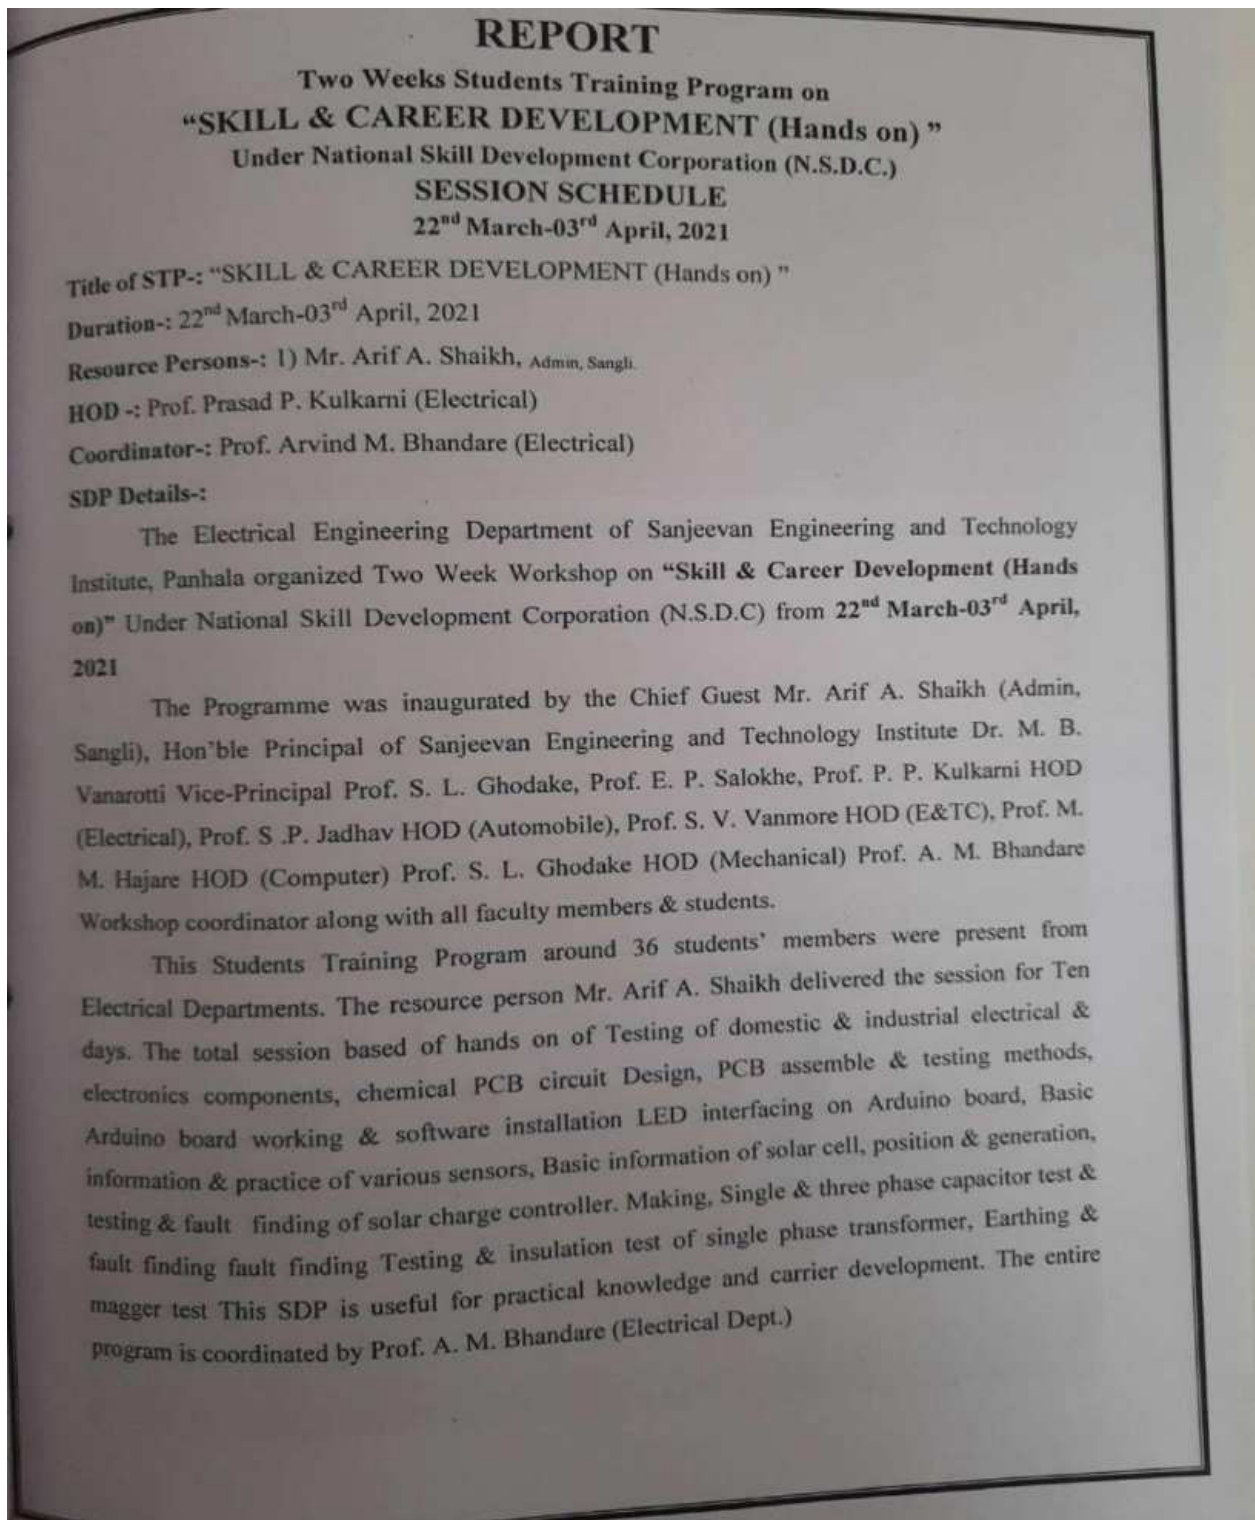 REPORT
Two Weeks Students Training Program on
“SKILL & CAREER DEVELOPMENT (Hands on) ”
Under National Skill Development Corporation (N.S.D.C.)
SESSION SCHEDULE
22nd March-03rd April, 2021
Title of STP-: “SKILL & CAREER DEVELOPMENT (Hands on) ”
Duration-: 22nd March-03rd April, 2021
Resource Persons-: 1) Mr. Arif A. Shaikh, Admin, Sangli.
HOD -: Prof. Prasad P. Kulkarni (Electrical)
Coordinator-: Prof. Arvind M. Bhandare (Electrical)
SDP Details-:
The Electrical Engineering Department of Sanjeevan Engineering and Technology
Institute, Panhala organized Two Week Workshop on “Skill & Career Development (Hands
on)” Under National Skill Development Corporation (N.S.D.C) from 22nd March-03rd April,
2021
The Programme was inaugurated by the Chief Guest Mr. Arif A. Shaikh (Admin,
Sangli), Hon’ble Principal of Sanjeevan Engineering and Technology Institute Dr. M. B.
Vanarotti Vice-Principal Prof. S. L. Ghodake, Prof. E. P. Salokhe, Prof. P. P. Kulkarni HOD
(Electrical), Prof. S .P. Jadhav HOD (Automobile), Prof. S. V. Vanmore HOD (E&TC), Prof. M.
M. Hajare HOD (Computer) Prof. S. L. Ghodake HOD (Mechanical) Prof. A. M. Bhandare
Workshop coordinator along with all faculty members & students.
This Students Training Program around 36 students’ members were present from
Electrical Departments. The resource person Mr. Arif A. Shaikh delivered the session for Ten
days. The total session based of hands on of Testing of domestic & industrial electrical &
electronics components, chemical PCB circuit Design, PCB assemble & testing methods,
Arduino board working & software installation LED interfacing on Arduino board, Basic
information & practice of various sensors, Basic information of solar cell, position & generation,
testing & fault finding of solar charge controller. Making, Single & three phase capacitor test &
fault finding fault finding Testing & insulation test of single phase transformer, Earthing &
magger test This SDP is useful for practical knowledge and carrier development. The entire
program is coordinated by Prof. A. M. Bhandare (Electrical Dept.)